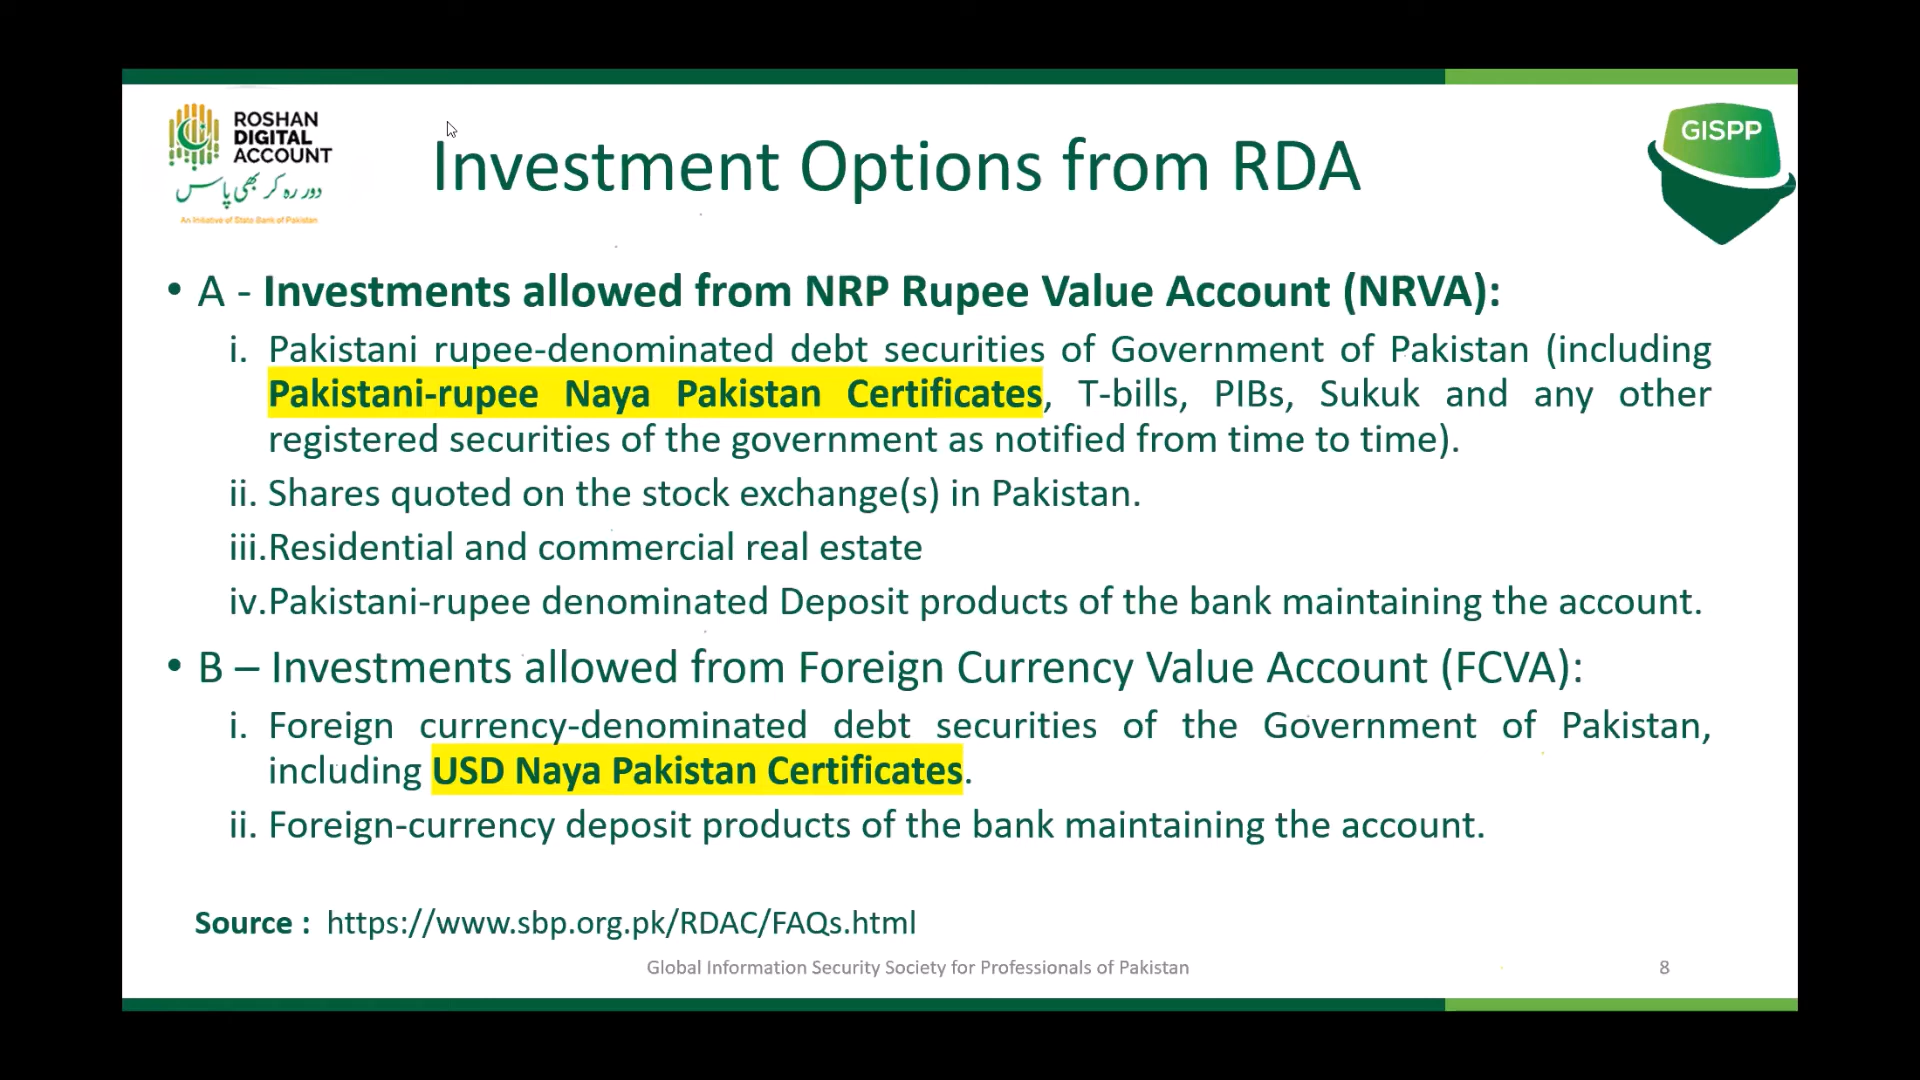 ROSHAN
DIGITAL
ACCOUNT
دور رہ کر بھی پاس
An Initiative of State Bank of Pakistan
Investment Options from RDA
GISPP
• A - Investments allowed from NRP Rupee Value Account (NRVA):
i. Pakistani rupee-denominated debt securities of Government of Pakistan (including
Pakistani-rupee Naya Pakistan Certificates, T-bills, PIBs, Sukuk and any other
registered securities of the government as notified from time to time).
ii. Shares quoted on the stock exchange(s) in Pakistan.
iii.Residential and commercial real estate
iv.Pakistani-rupee denominated Deposit products of the bank maintaining the account.
• B – Investments allowed from Foreign Currency Value Account (FCVA):
i. Foreign currency-denominated debt securities of the Government of Pakistan,
including USD Naya Pakistan Certificates.
ii. Foreign-currency deposit products of the bank maintaining the account.
Source : https://www.sbp.org.pk/RDAC/FAQs.html
Global Information Security Society for Professionals of Pakistan
8